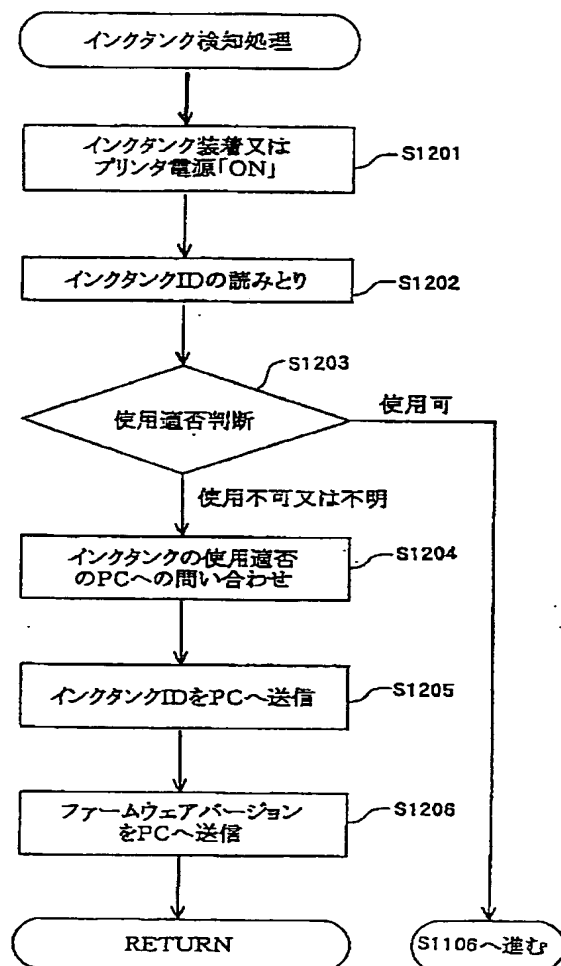 インクタンク検知処理
インクタンク装着又は
プリンタ電源「ON」
S1201
インクタンクIDの読みとり
S1202
S1203
使用適否判断
使用可
使用不可又は不明
インクタンクの使用適否
のPCへの問い合わせ
S1204
インクタンクIDをPCへ送信
S1205
ファームウェアバージョン
をPCへ送信
S1206
RETURN
S1106へ進む